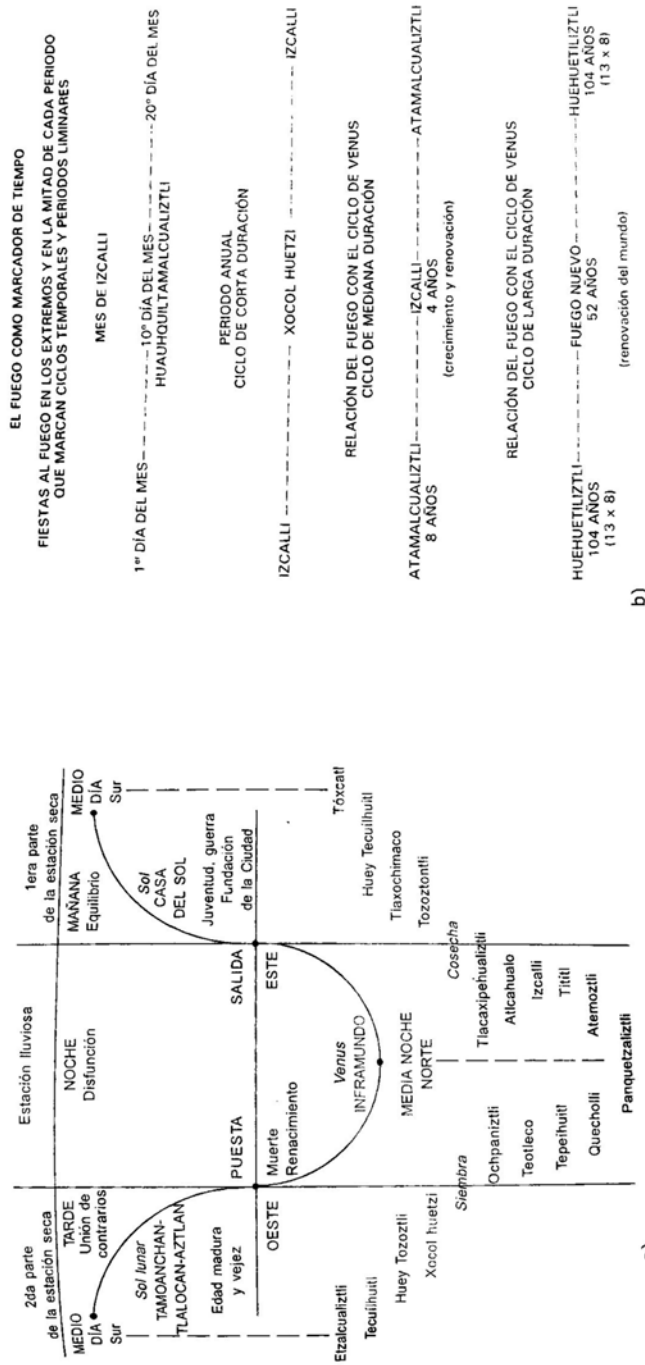 2da parte
de la estación seca
Estación lluviosa
1era parte
de la estación seca
MEDIO
DÍA
Sur
TARDE
Unión de
contrarios
NOCHE
Disfunción
MAÑANA
Equilibrio
MEDIO
DÍA
Sur
Sol lunar
TAMOANCHAN-
TLALOCAN-AZTLAN
Sol
CASA
DEL SOL
Edad madura
y vejez
Juventud, guerra
Fundación
de la Ciudad
PUESTA
SALIDA
OESTE
Muerte
Renacimiento
ESTE
Venus
INFRAMUNDO
MEDIA NOCHE
NORTE
Etzalcualiztli
Tecuilhuitl
Huey Tozoztli
Xocol huetzi
Siembra
Ochpaniztli
Teotleco
Tepeihuitl
Quecholli
Tóxcatl
Huey Tecuilhuitl
Tlaxochimaco
Tozoztontli
Cosecha
Tlacaxipehualiztli
Atlcahualo
Izcalli
Tititl
Atemoztli
Panquetzaliztli
EL FUEGO COMO MARCADOR DE TIEMPO
FIESTAS AL FUEGO EN LOS EXTREMOS Y EN LA MITAD DE CADA PERIODO
QUE MARCAN CICLOS TEMPORALES Y PERIODOS LIMINARES
MES DE IZCALLI
1er DÍA DEL MES 10º DÍA DEL MES 20º DÍA DEL MES
HUAUHQUILTAMALCUALIZTLI
PERIODO ANUAL
CICLO DE CORTA DURACIÓN
IZCALLI XOCOL HUETZI IZCALLI
RELACIÓN DEL FUEGO CON EL CICLO DE VENUS
CICLO DE MEDIANA DURACIÓN
ATAMALCUALIZTLI IZCALLI ATAMALCUALIZTLI
8 AÑOS 4 AÑOS
(crecimiento y renovación)
RELACIÓN DEL FUEGO CON EL CICLO DE VENUS
CICLO DE LARGA DURACIÓN
HUEHUETILIZTLI FUEGO NUEVO HUEHUETILIZTLI
104 AÑOS 52 AÑOS 104 AÑOS
(13 x 8) (13 x 8)
(renovación del mundo)
b)